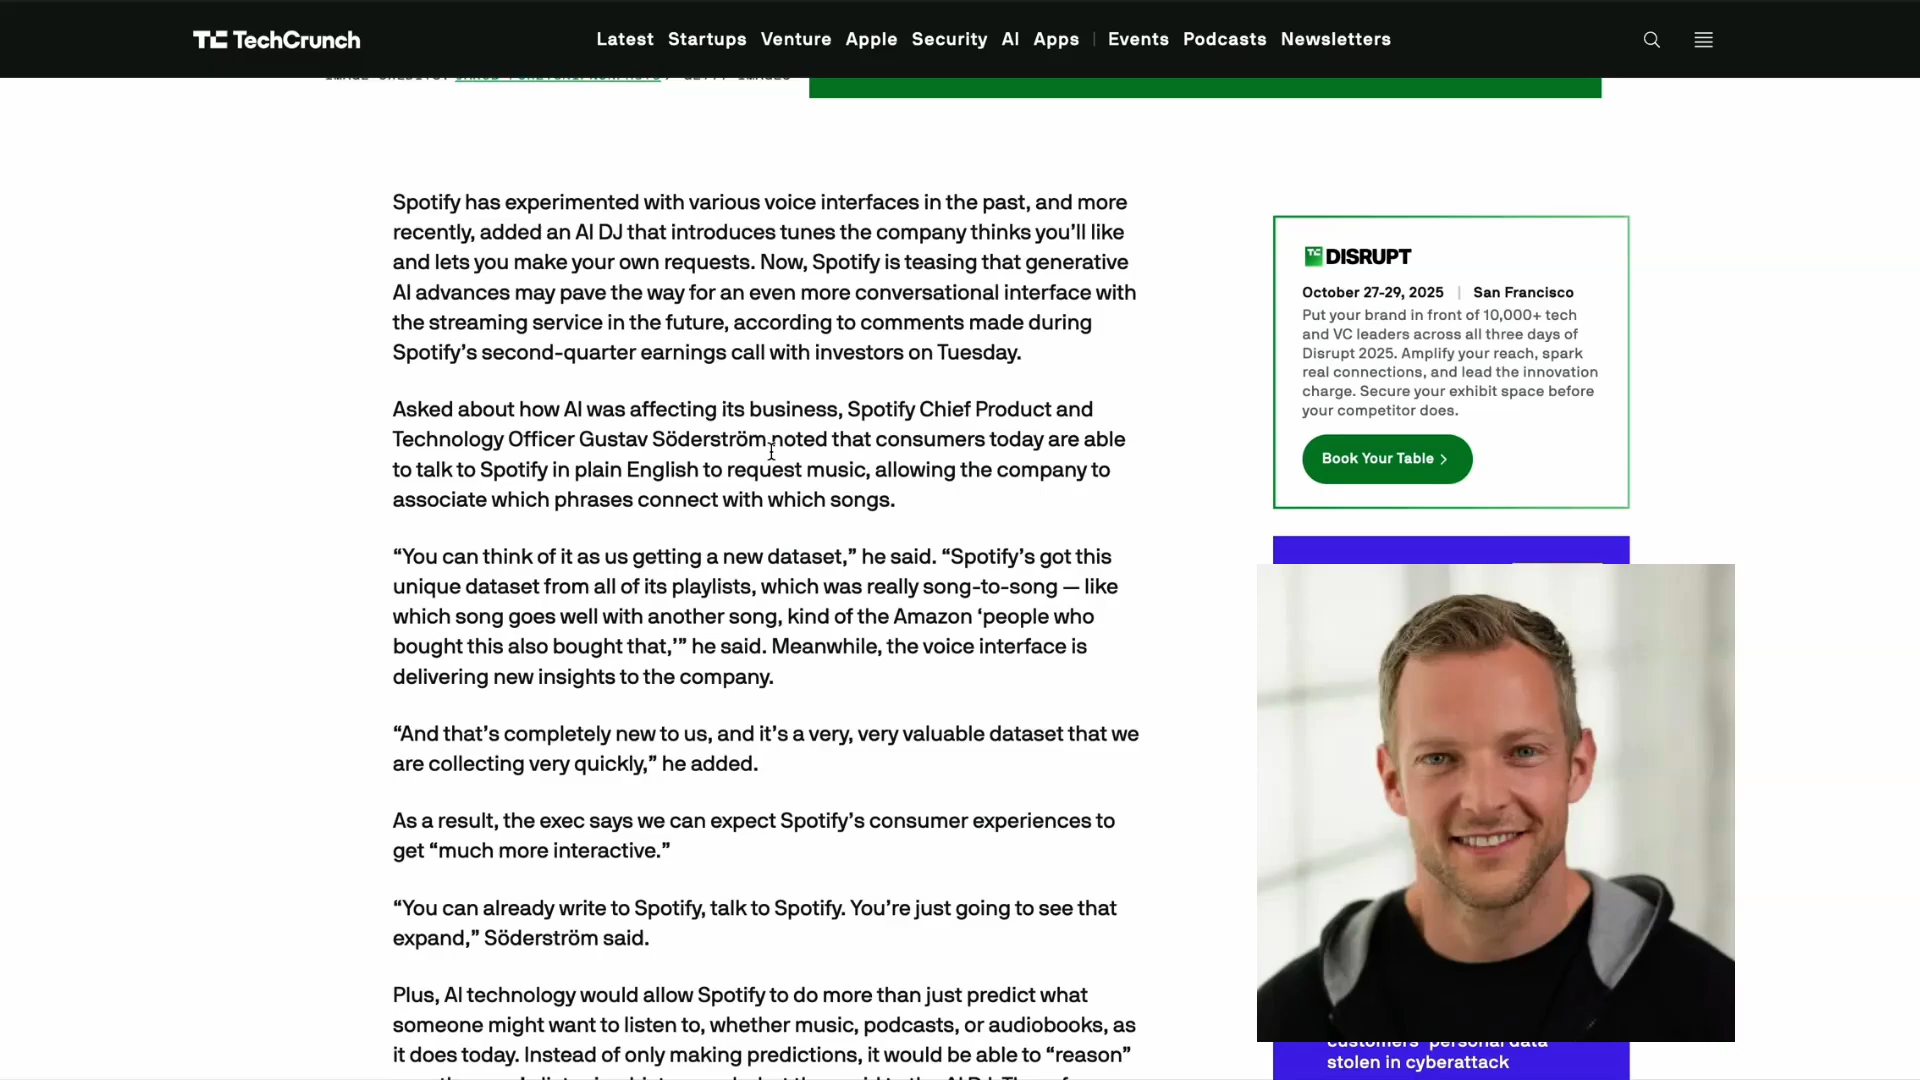 TechCrunch
Latest Startups Venture Apple Security AI Apps | Events Podcasts Newsletters
Spotify has experimented with various voice interfaces in the past, and more
recently, added an AI DJ that introduces tunes the company thinks you’ll like
and lets you make your own requests. Now, Spotify is teasing that generative
AI advances may pave the way for an even more conversational interface with
the streaming service in the future, according to comments made during
Spotify’s second-quarter earnings call with investors on Tuesday.
Asked about how AI was affecting its business, Spotify Chief Product and
Technology Officer Gustav Söderström noted that consumers today are able
to talk to Spotify in plain English to request music, allowing the company to
associate which phrases connect with which songs.
“You can think of it as us getting a new dataset,” he said. “Spotify’s got this
unique dataset from all of its playlists, which was really song-to-song — like
which song goes well with another song, kind of the Amazon ‘people who
bought this also bought that,’” he said. Meanwhile, the voice interface is
delivering new insights to the company.
“And that’s completely new to us, and it’s a very, very valuable dataset that we
are collecting very quickly,” he added.
As a result, the exec says we can expect Spotify’s consumer experiences to
get “much more interactive.”
“You can already write to Spotify, talk to Spotify. You’re just going to see that
expand,” Söderström said.
Plus, AI technology would allow Spotify to do more than just predict what
someone might want to listen to, whether music, podcasts, or audiobooks, as
it does today. Instead of only making predictions, it would be able to “reason”
TC DISRUPT
October 27-29, 2025 | San Francisco
Put your brand in front of 10,000+ tech
and VC leaders across all three days of
Disrupt 2025. Amplify your reach, spark
real connections, and lead the innovation
charge. Secure your exhibit space before
your competitor does.
Book Your Table
customers’ personal data
stolen in cyberattack